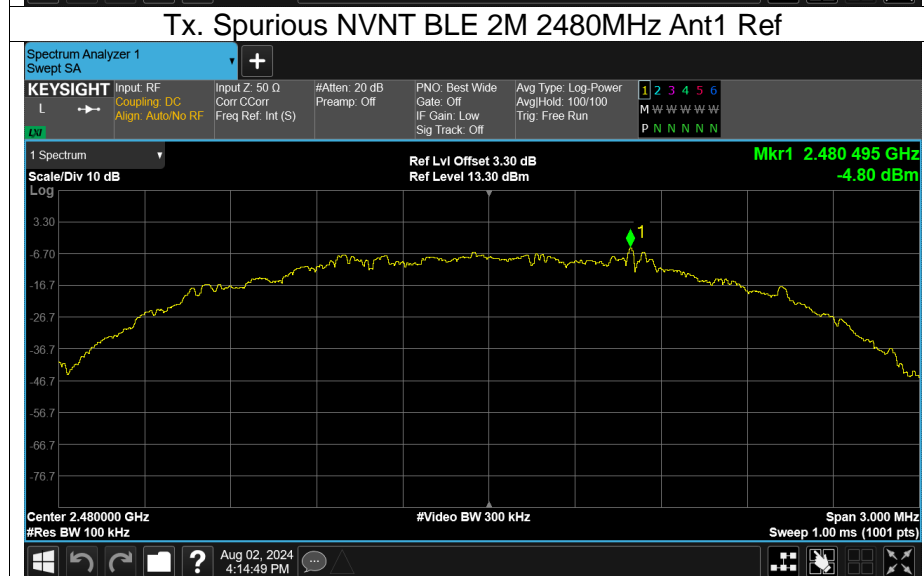 Tx. Spurious NVNT BLE 2M 2480MHz Ant1 Ref
Spectrum Analyzer 1
Swept SA
+
KEYSIGHT
L
LXI
Input: RF
Coupling: DC
Align: Auto/No RF
Input Z: 50 Ω
Corr CCorr
Freq Ref: Int (S)
#Atten: 20 dB
Preamp: Off
PNO: Best Wide
Gate: Off
IF Gain: Low
Sig Track: Off
Avg Type: Log-Power
Avg|Hold: 100/100
Trig: Free Run
1 2 3 4 5 6
M W W W W W
P N N N N N
1 Spectrum
Scale/Div 10 dB
Ref Lvl Offset 3.30 dB
Ref Level 13.30 dBm
Mkr1 2.480 495 GHz
-4.80 dBm
Log
3.30
-6.70
-16.7
-26.7
-36.7
-46.7
-56.7
-66.7
-76.7
1
Center 2.480000 GHz
#Res BW 100 kHz
#Video BW 300 kHz
Span 3.000 MHz
Sweep 1.00 ms (1001 pts)
?
Aug 02, 2024
4:14:49 PM